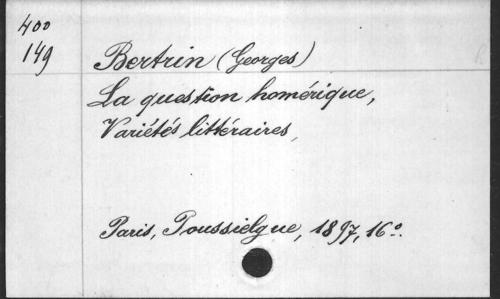 400
149
Bertrin (Georges)
La question homérique,
Variétés littéraires,
Paris, Poussielgue, 1897, 16°.